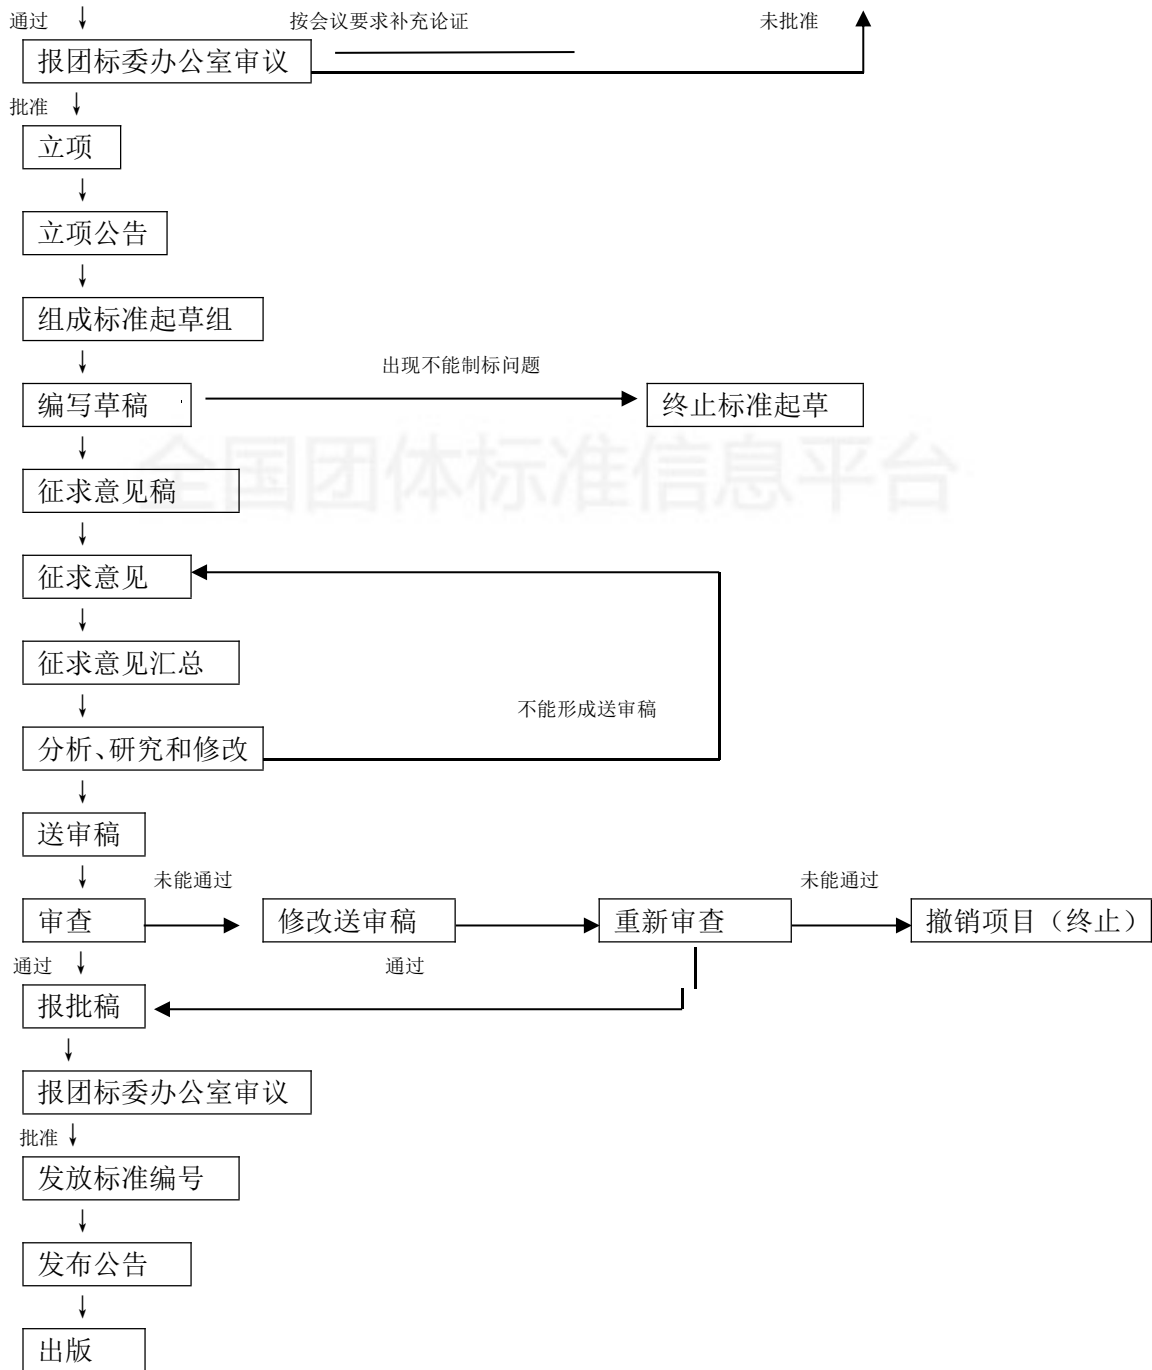 通过 ↓ 按会议要求补充论证 未批准
报团标委办公室审议
批准 ↓
立项
↓
立项公告
↓
组成标准起草组
↓ 出现不能制标问题
编写草稿 终止标准起草
↓
全国团体标准信息平台
征求意见稿
↓
征求意见
↓
征求意见汇总
↓ 不能形成送审稿
分析、研究和修改
↓
送审稿
↓ 未能通过 未能通过
审查 修改送审稿 重新审查 撤销项目（终止）
通过 ↓ 通过
报批稿
↓
报团标委办公室审议
批准 ↓
发放标准编号
↓
发布公告
↓
出版